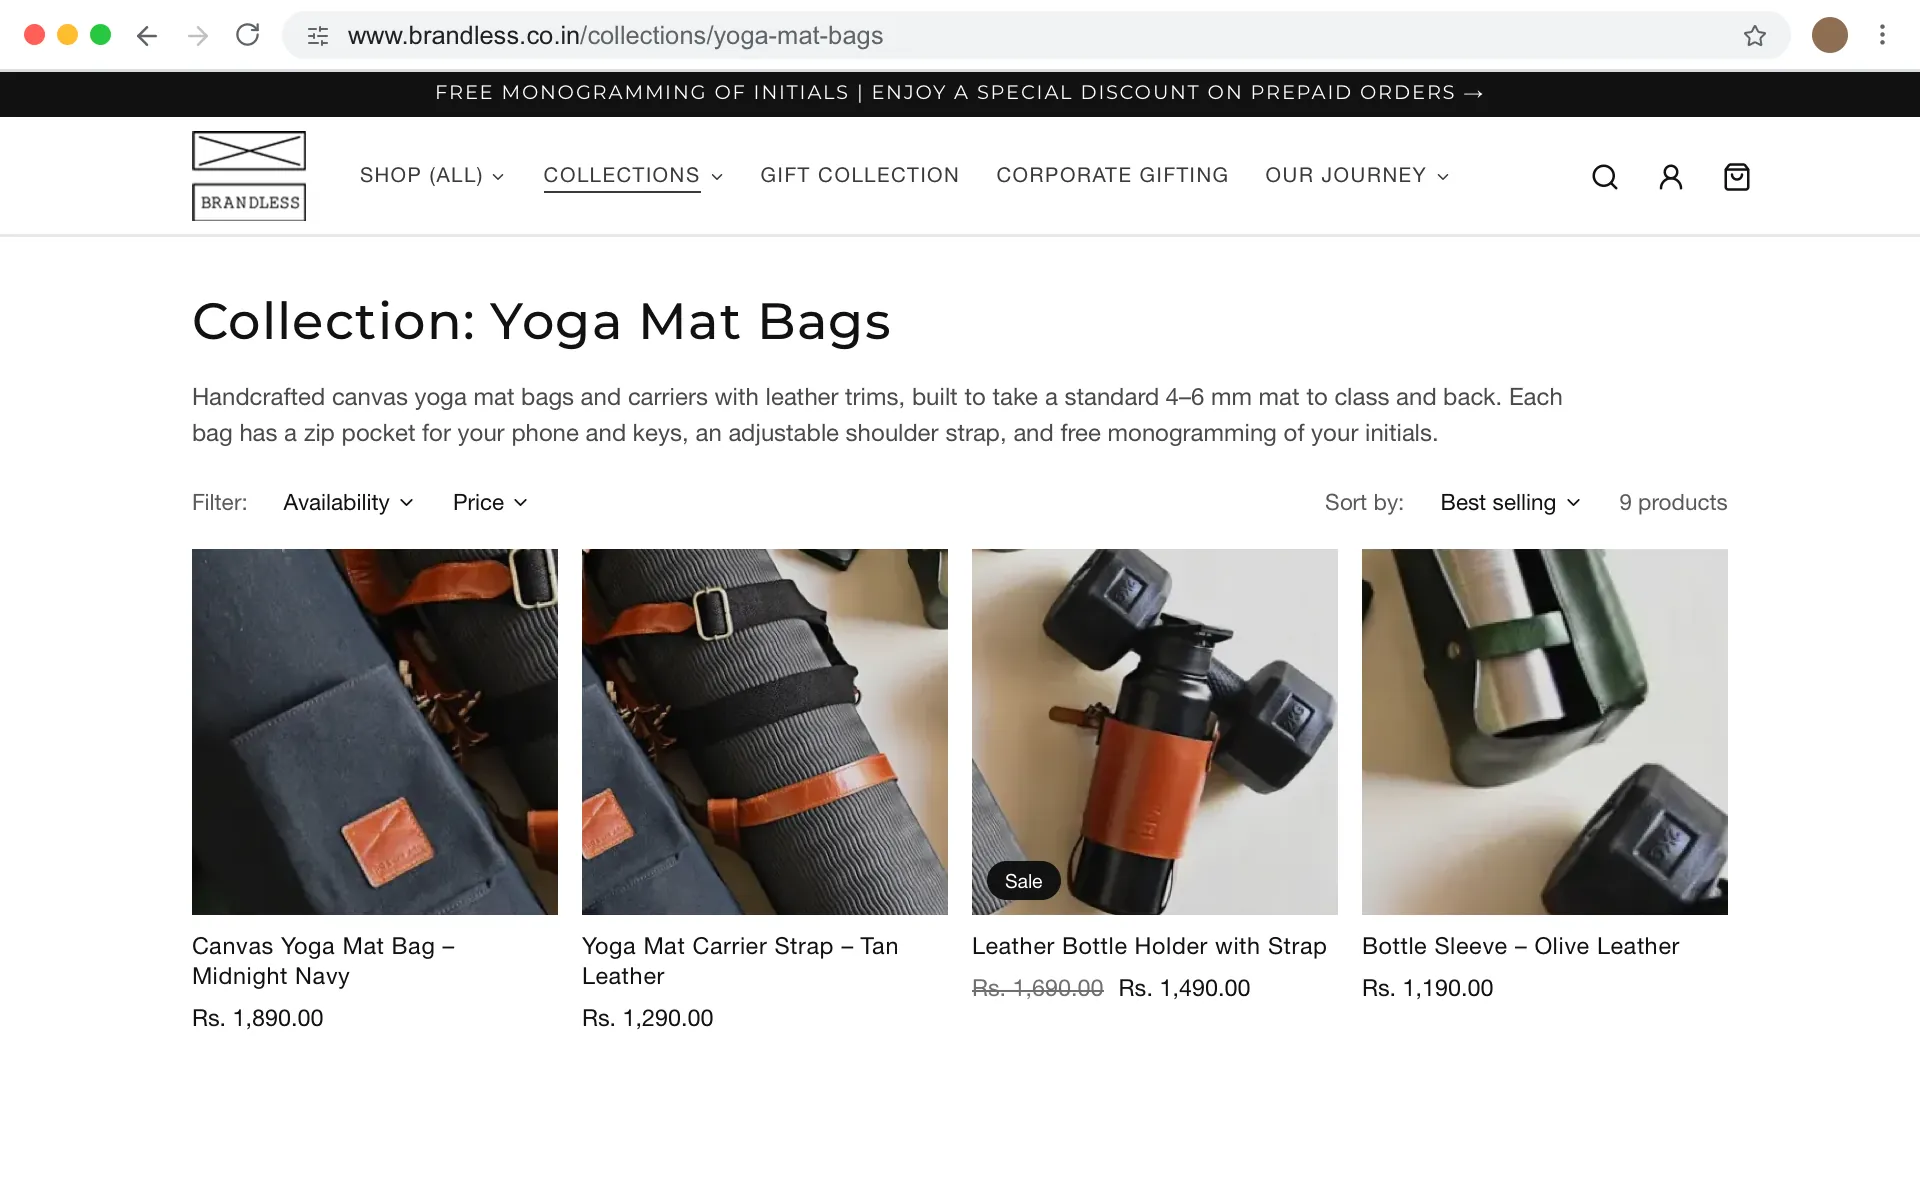 www.brandless.co.in/collections/yoga-mat-bags
FREE MONOGRAMMING OF INITIALS | ENJOY A SPECIAL DISCOUNT ON PREPAID ORDERS →
BRANDLESS
SHOP (ALL)
COLLECTIONS
GIFT COLLECTION
CORPORATE GIFTING
OUR JOURNEY
Collection: Yoga Mat Bags
Handcrafted canvas yoga mat bags and carriers with leather trims, built to take a standard 4–6 mm mat to class and back. Each
bag has a zip pocket for your phone and keys, an adjustable shoulder strap, and free monogramming of your initials.
Filter:
Availability
Price
Sort by:
Best selling
9 products
Sale
Canvas Yoga Mat Bag –
Midnight Navy
Rs. 1,890.00
Yoga Mat Carrier Strap – Tan
Leather
Rs. 1,290.00
Leather Bottle Holder with Strap
Rs. 1,690.00 Rs. 1,490.00
Bottle Sleeve – Olive Leather
Rs. 1,190.00